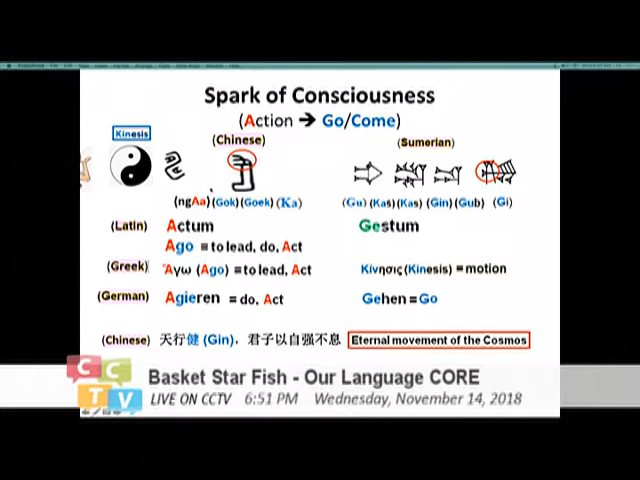 Spark of Consciousness
(Action ➔ Go/Come)
Kinesis
(Chinese)
(Sumerian)
(ngAa) (Gok) (Goek) (Ka)
(Gu) (Kas) (Kas) (Gin) (Gub) (Gi)
(Latin) Actum Gestum
Ago = to lead, do, Act
(Greek) Ἄγω (Ago) = to lead, Act Κίνησις (Kinesis) = motion
(German) Agieren = do, Act Gehen = Go
(Chinese) 天行健 (Gin), 君子以自强不息 Eternal movement of the Cosmos
CCTV
Basket Star Fish - Our Language CORE
LIVE ON CCTV 6:51 PM Wednesday, November 14, 2018